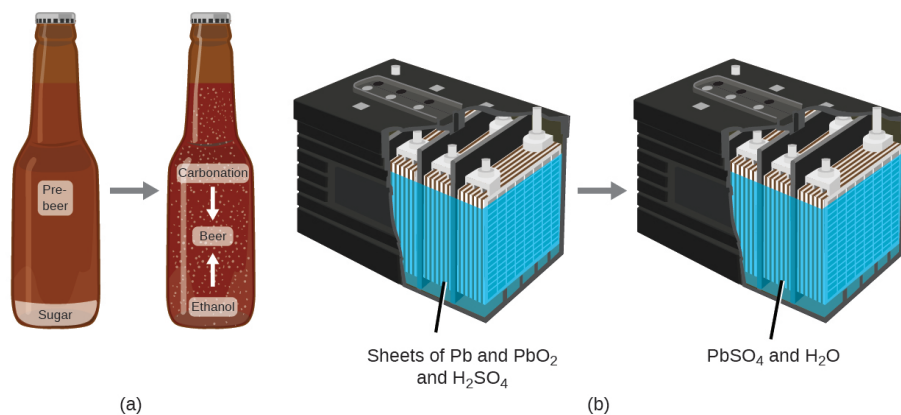 Pre-
beer
Sugar
Carbonation
Beer
Ethanol
(a)
Sheets of Pb and PbO₂
and H₂SO₄
PbSO₄ and H₂O
(b)